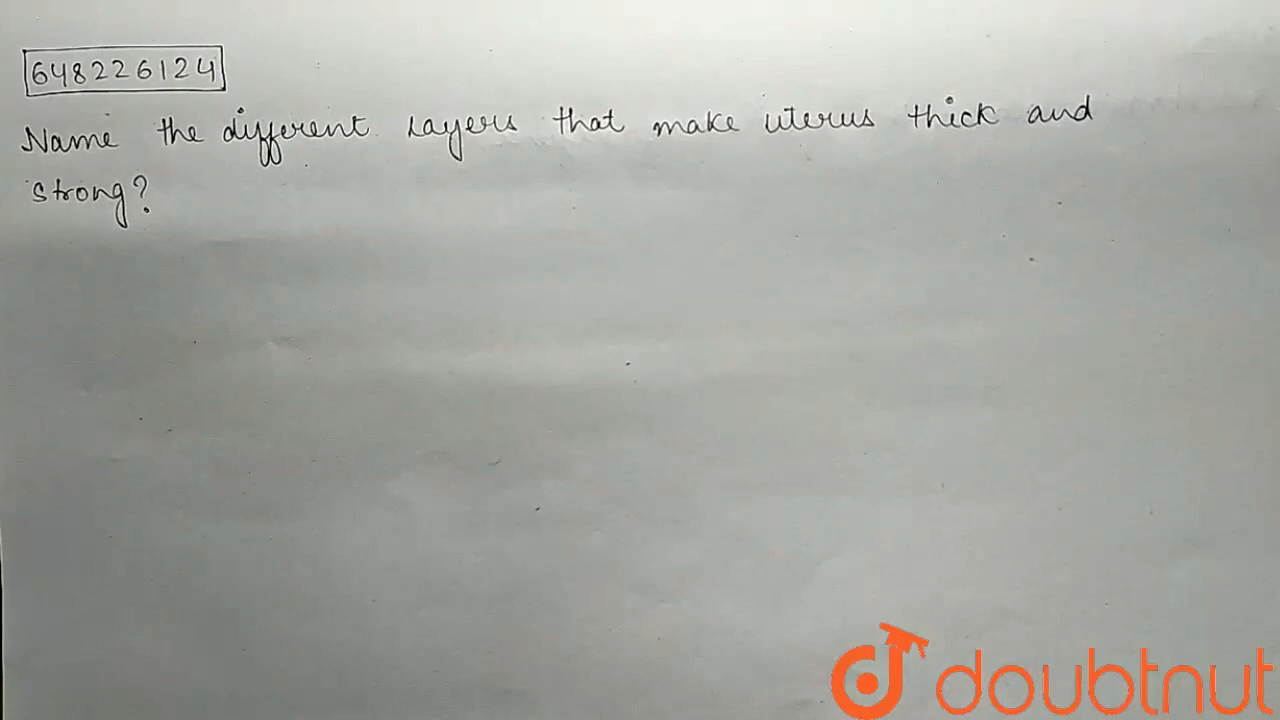 648226124
Name the different layers that make uterus thick and
strong?
doubtnut